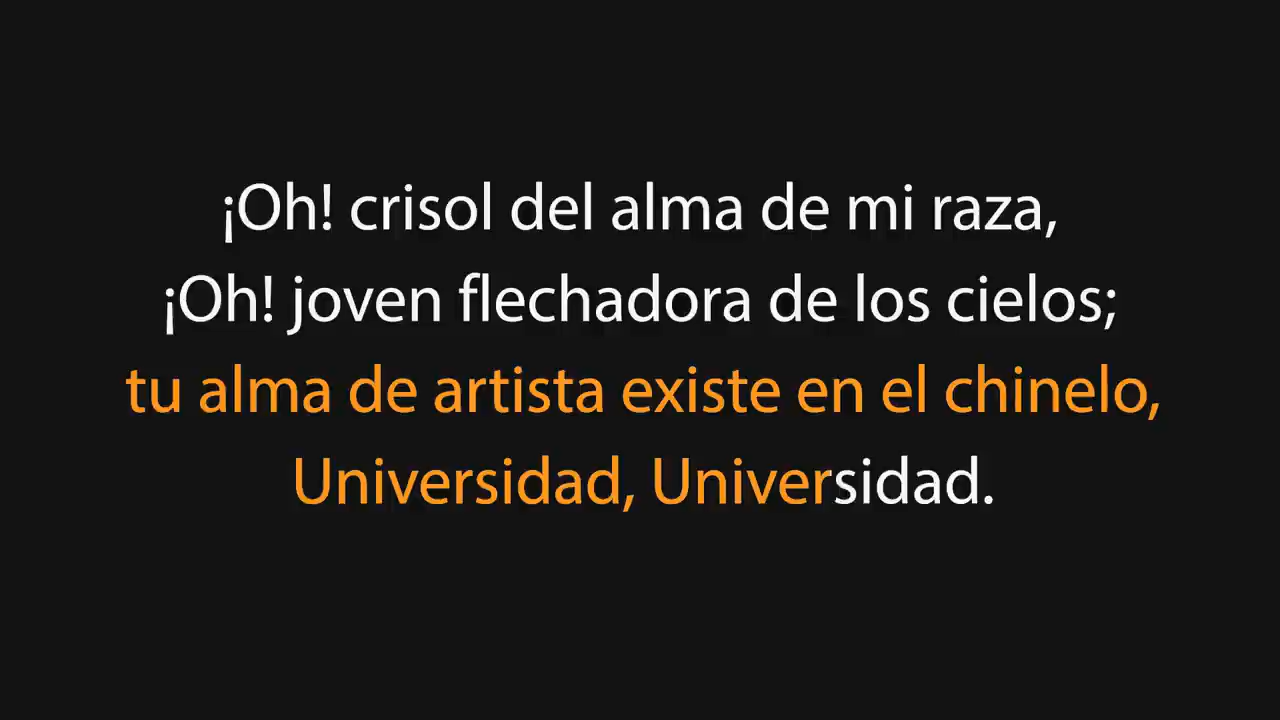 ¡Oh! crisol del alma de mi raza,
¡Oh! joven flechadora de los cielos;
tu alma de artista existe en el chinelo,
Universidad, Universidad.